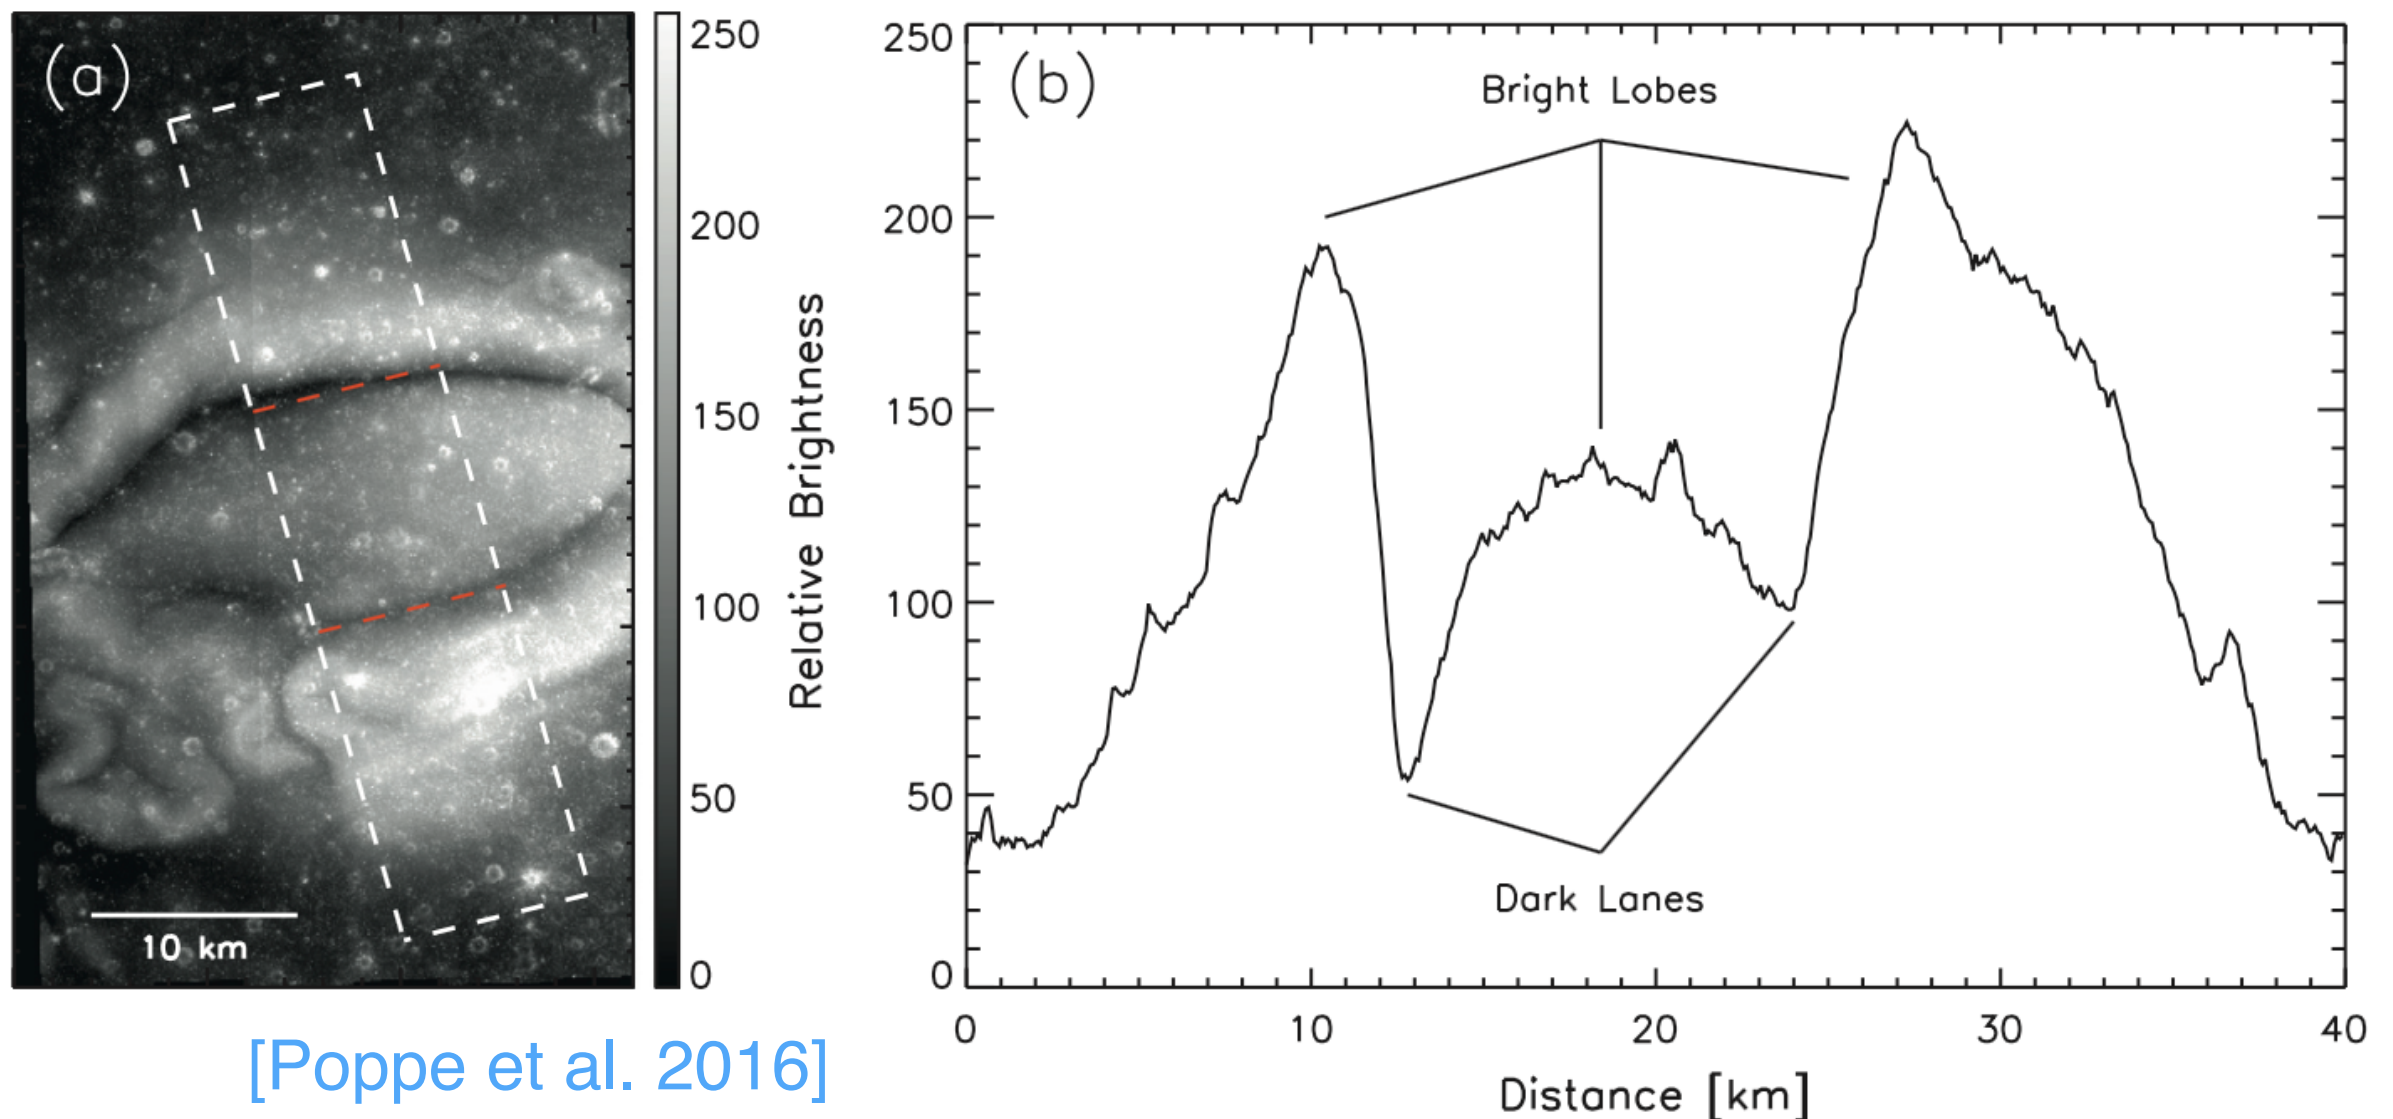 (a)
10 km
250
200
150
100
50
0
Relative Brightness
(b)
Bright Lobes
Dark Lanes
250
200
150
100
50
0
0 10 20 30 40
Distance [km]
[Poppe et al. 2016]